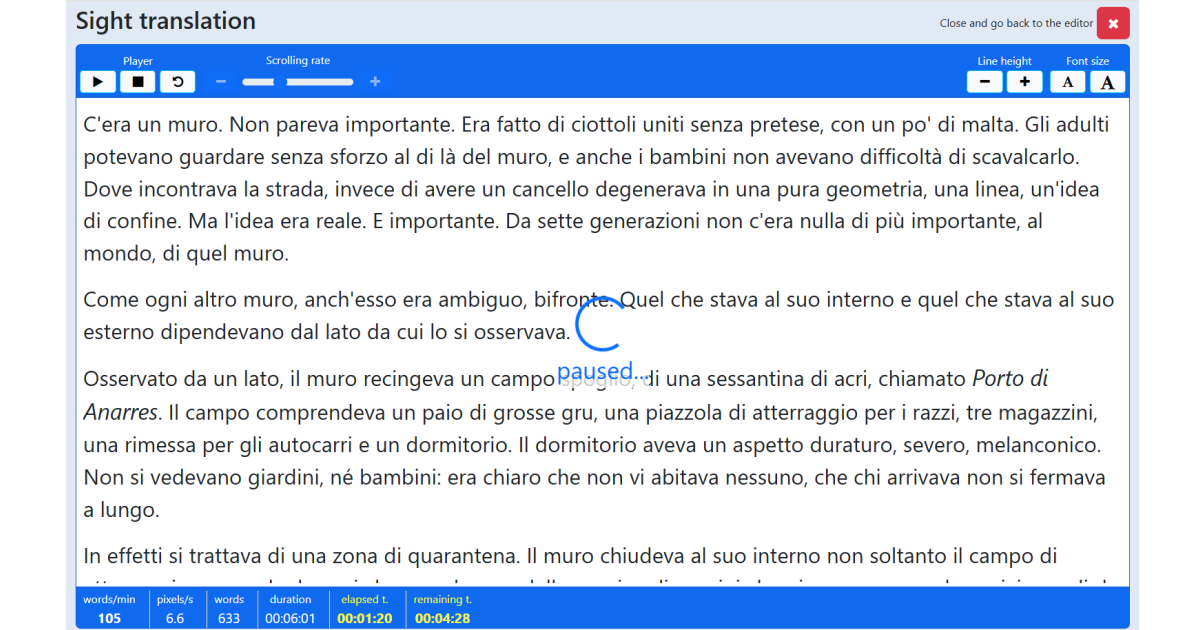 Sight translation
Close and go back to the editor
Player
Scrolling rate
Line height
Font size
A A
C'era un muro. Non pareva importante. Era fatto di ciottoli uniti senza pretese, con un po' di malta. Gli adulti
potevano guardare senza sforzo al di là del muro, e anche i bambini non avevano difficoltà di scavalcarlo.
Dove incontrava la strada, invece di avere un cancello degenerava in una pura geometria, una linea, un'idea
di confine. Ma l'idea era reale. E importante. Da sette generazioni non c'era nulla di più importante, al
mondo, di quel muro.
Come ogni altro muro, anch'esso era ambiguo, bifronte. Quel che stava al suo interno e quel che stava al suo
esterno dipendevano dal lato da cui lo si osservava.
paused...
Osservato da un lato, il muro recingeva un campo spoglio, di una sessantina di acri, chiamato Porto di
Anarres. Il campo comprendeva un paio di grosse gru, una piazzola di atterraggio per i razzi, tre magazzini,
una rimessa per gli autocarri e un dormitorio. Il dormitorio aveva un aspetto duraturo, severo, melanconico.
Non si vedevano giardini, né bambini: era chiaro che non vi abitava nessuno, che chi arrivava non si fermava
a lungo.
In effetti si trattava di una zona di quarantena. Il muro chiudeva al suo interno non soltanto il campo di
words/min pixels/s words duration elapsed t. remaining t.
105 6.6 633 00:06:01 00:01:20 00:04:28